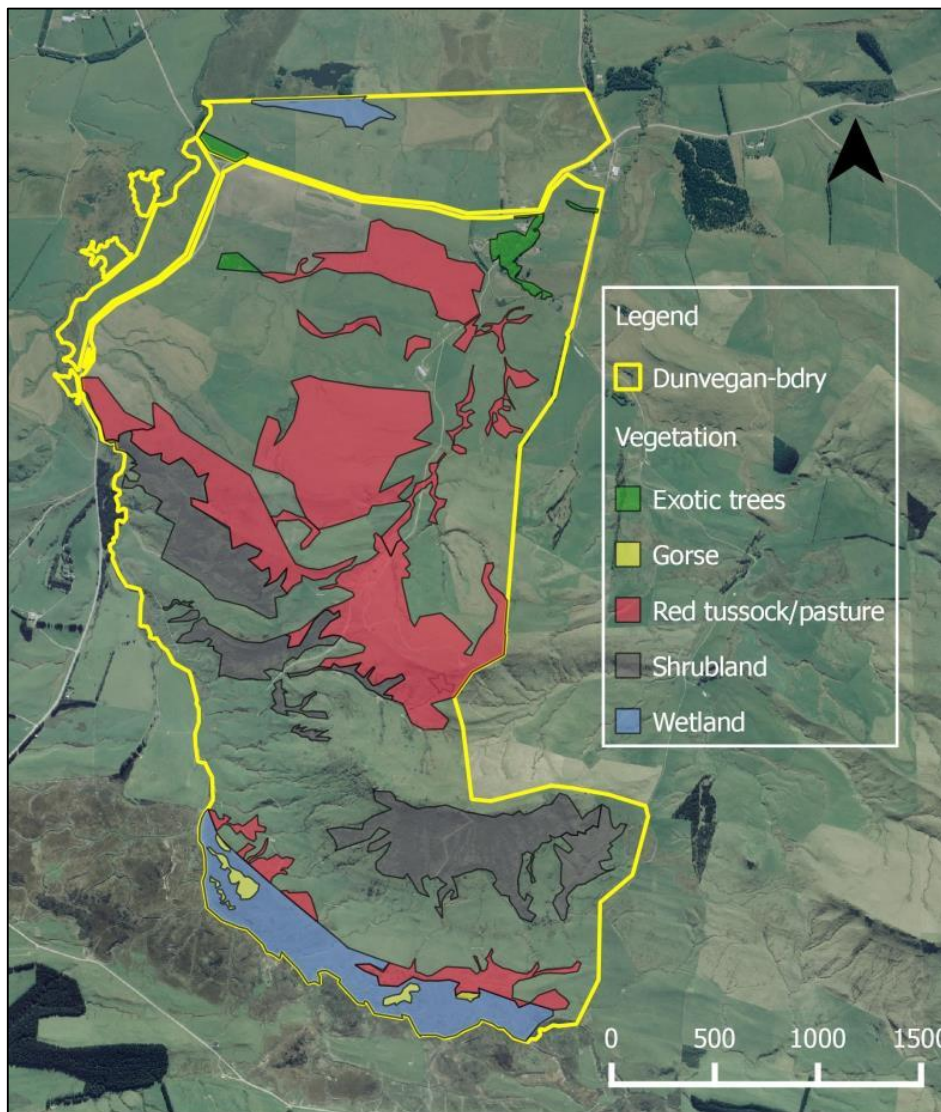 Legend
Dunvegan-bdry
Vegetation
Exotic trees
Gorse
Red tussock/pasture
Shrubland
Wetland
0 500 1000 1500